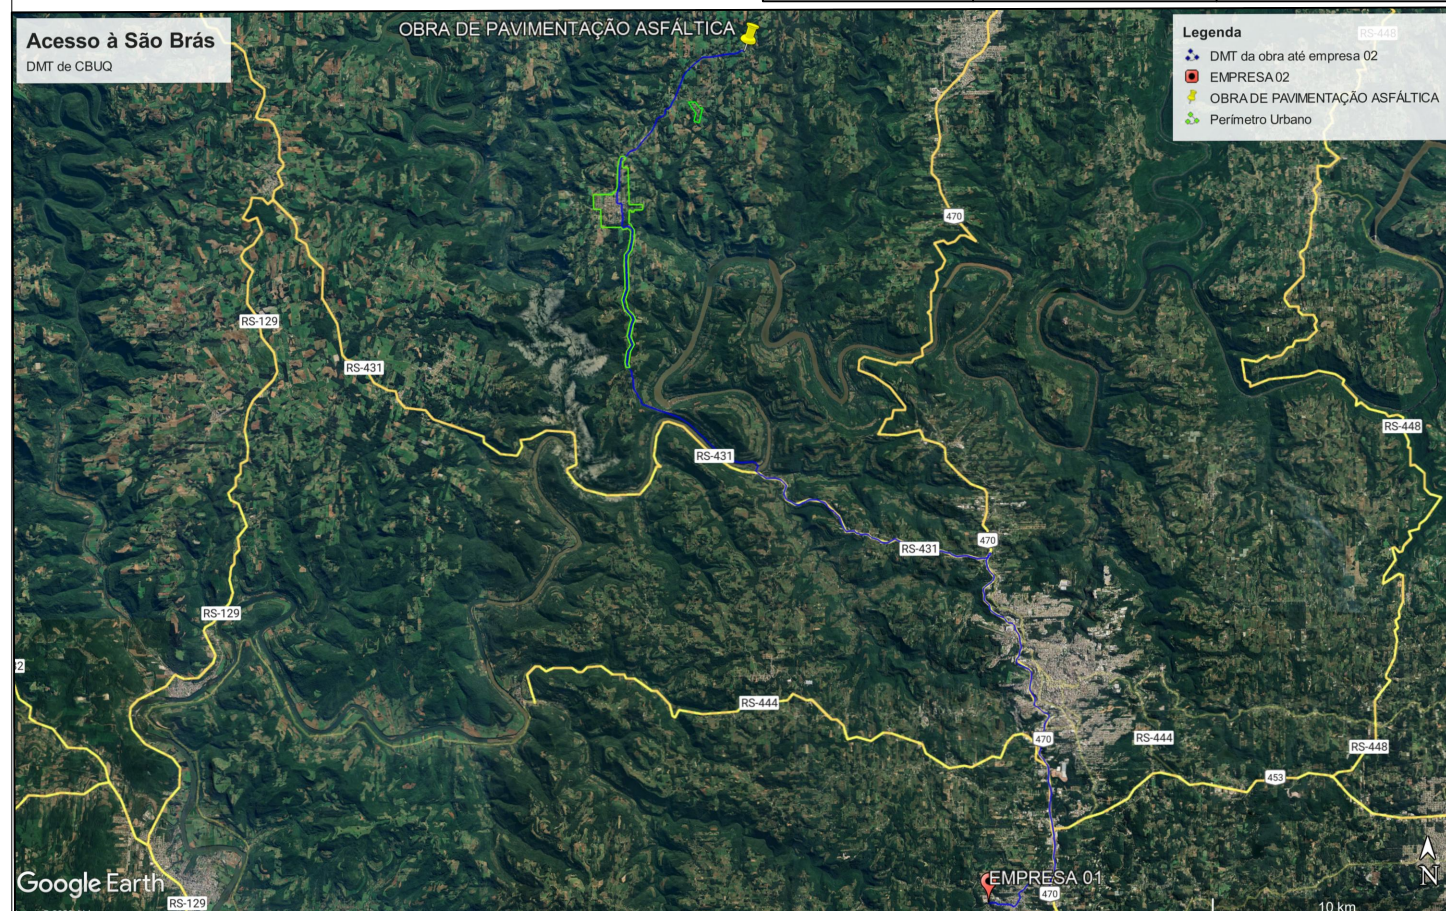 Acesso à São Brás
DMT de CBUQ
OBRA DE PAVIMENTAÇÃO ASFÁLTICA
Legenda
DMT da obra até empresa 02
EMPRESA 02
OBRA DE PAVIMENTAÇÃO ASFÁLTICA
Perímetro Urbano
RS-448
470
RS-129
RS-431
RS-448
RS-431
470
RS-431
RS-129
RS-444
470
RS-444
RS-448
453
EMPRESA 01
470
Google Earth
RS-129
N
10 km